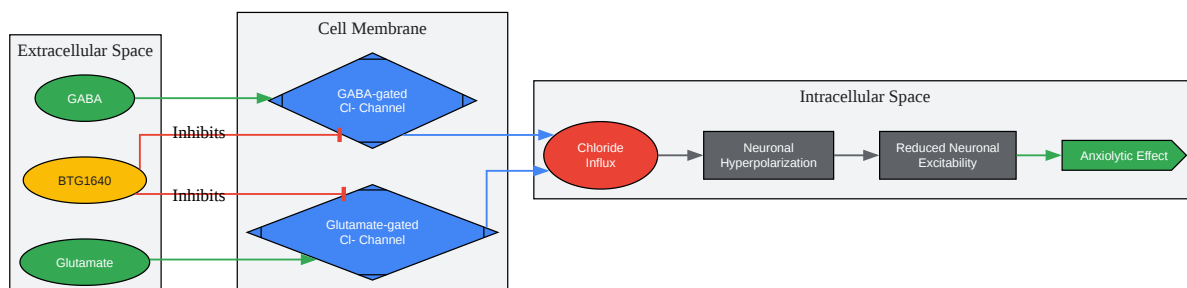 Extracellular Space
GABA
BTG1640
Glutamate
Inhibits
Inhibits
Cell Membrane
GABA-gated
Cl- Channel
Glutamate-gated
Cl- Channel
Intracellular Space
Chloride
Influx
Neuronal
Hyperpolarization
Reduced Neuronal
Excitability
Anxiolytic Effect